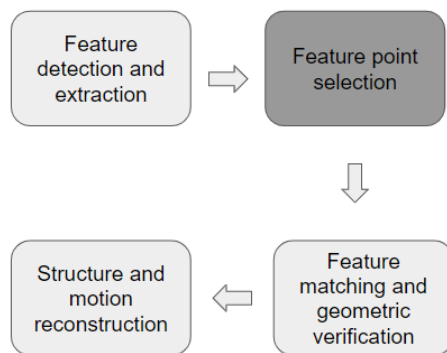 Feature
detection and
extraction
Feature point
selection
Feature
matching and
geometric
verification
Structure and
motion
reconstruction